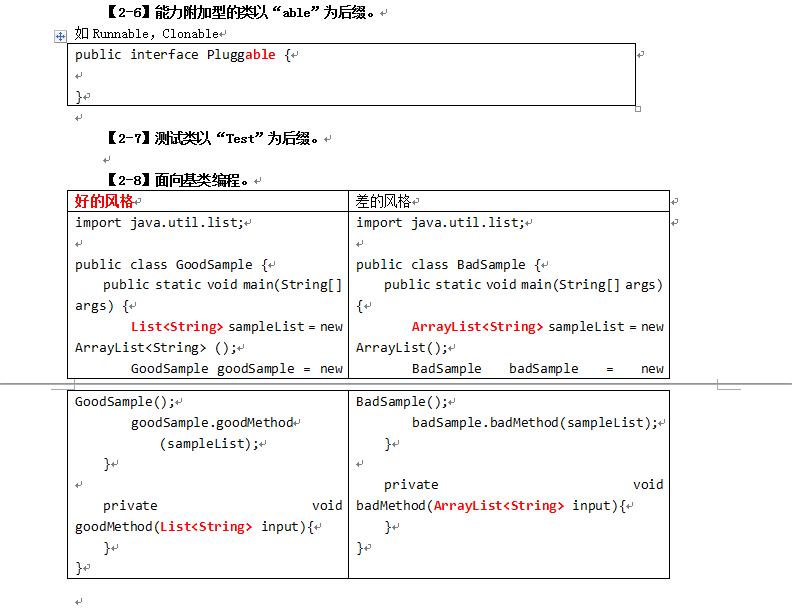 【2-6】能力附加型的类以“able”为后缀。
如 Runnable，Clonable
public interface Pluggable {
}
【2-7】测试类以“Test”为后缀。
【2-8】面向基类编程。
好的风格
import java.util.list;
public class GoodSample {
public static void main(String[]
args) {
List<String> sampleList = new
ArrayList<String> ();
GoodSample goodSample = new
GoodSample();
goodSample.goodMethod
(sampleList);
}
private void
goodMethod(List<String> input){
}
}
差的风格
import java.util.list;
public class BadSample {
public static void main(String[] args)
{
ArrayList<String> sampleList = new
ArrayList();
BadSample badSample = new
BadSample();
badSample.badMethod(sampleList);
}
private void
badMethod(ArrayList<String> input){
}
}